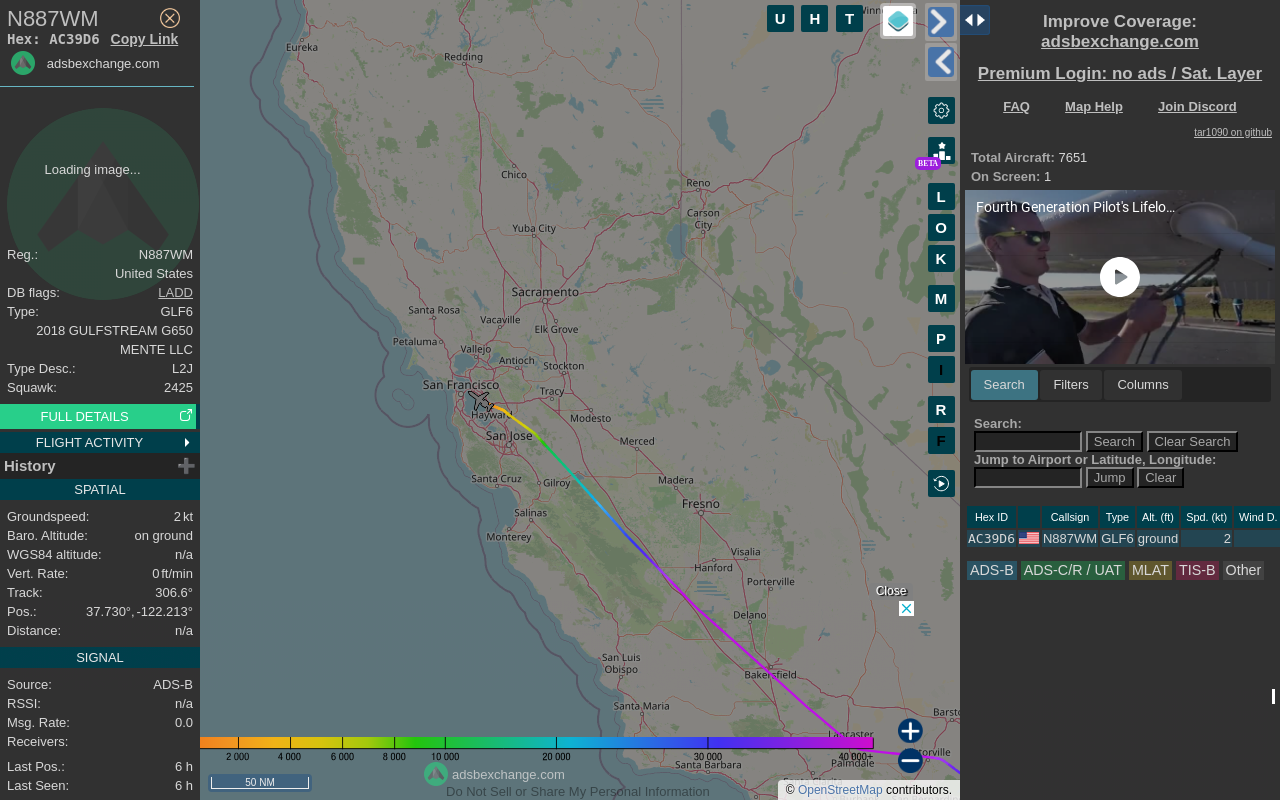 N887WM
Hex: AC39D6 Copy Link
adsbexchange.com
Loading image...
Reg.: N887WM
United States
DB flags: LADD
Type: GLF6
2018 GULFSTREAM G650
MENTE LLC
Type Desc.: L2J
Squawk: 2425
FULL DETAILS
FLIGHT ACTIVITY
History
SPATIAL
Groundspeed: 2 kt
Baro. Altitude: on ground
WGS84 altitude: n/a
Vert. Rate: 0 ft/min
Track: 306.6°
Pos.: 37.730°, -122.213°
Distance: n/a
SIGNAL
Source: ADS-B
RSSI: n/a
Msg. Rate: 0.0
Receivers:
Last Pos.: 6 h
Last Seen: 6 h
U H T
Eureka
Redding
Chico
Reno
Carson
City
Yuba City
Sacramento
Santa Rosa
Vacaville
Elk Grove
Petaluma
Vallejo
Antioch
Stockton
San Francisco
Tracy
Hayward
Modesto
San Jose
Merced
Santa Cruz
Gilroy
Madera
Fresno
Salinas
Monterey
Visalia
Hanford
Porterville
Delano
San Luis
Obispo
Bakersfield
Santa Maria
Lancaster
Palmdale
Santa Barbara
L
O
K
M
P
I
R
F
BETA
Close
2 000 4 000 6 000 8 000 10 000 20 000 30 000 40 000+
50 NM
adsbexchange.com
Do Not Sell or Share My Personal Information
© OpenStreetMap contributors.
Improve Coverage:
adsbexchange.com
Premium Login: no ads / Sat. Layer
FAQ Map Help Join Discord
tar1090 on github
Total Aircraft: 7651
On Screen: 1
Fourth Generation Pilot's Lifelo...
Search Filters Columns
Search:
Search Clear Search
Jump to Airport or Latitude, Longitude:
Jump Clear
Hex ID Callsign Type Alt. (ft) Spd. (kt) Wind D.
AC39D6 N887WM GLF6 ground 2
ADS-B ADS-C/R / UAT MLAT TIS-B Other